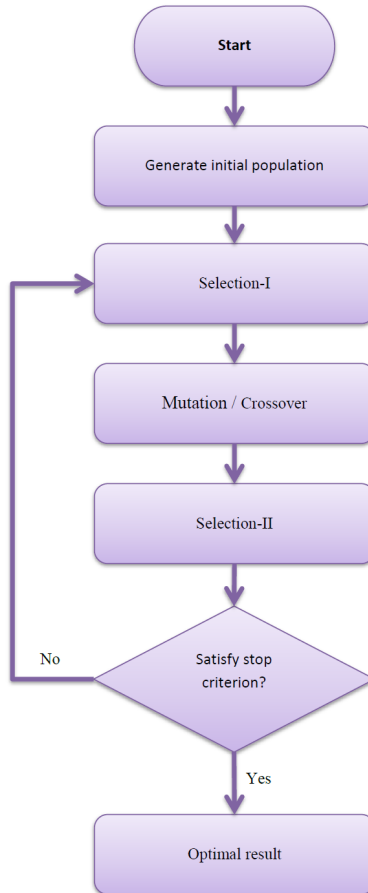 Start
Generate initial population
Selection-I
Mutation / Crossover
Selection-II
Satisfy stop
criterion?
No
Yes
Optimal result